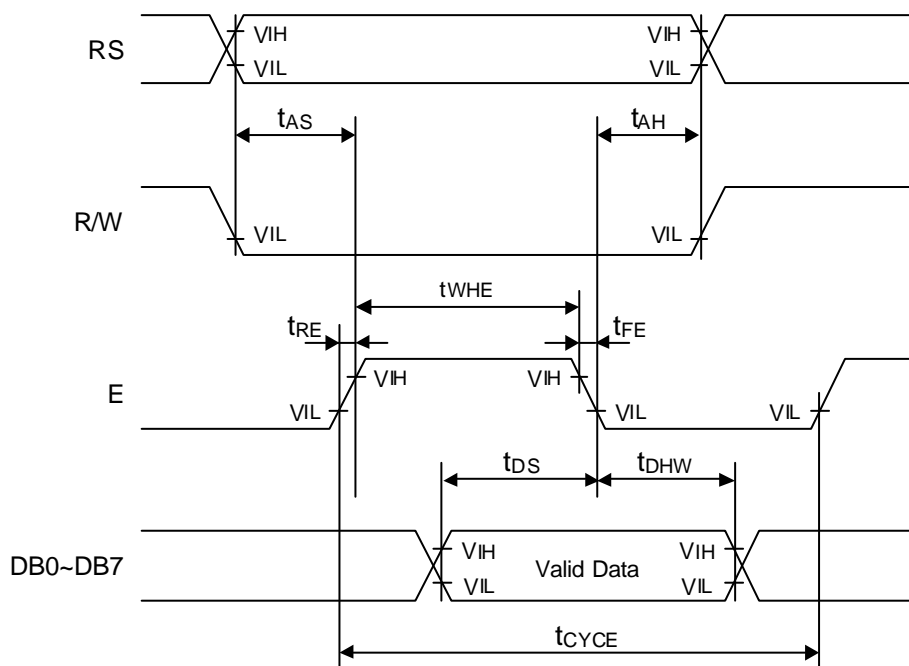 RS
VIH
VIH
VIL
VIL
tAS
tAH
R/W
VIL
VIL
tWHE
tRE
tFE
E
VIH
VIH
VIL
VIL
VIL
tDS
tDHW
DB0~DB7
VIH
Valid Data
VIH
VIL
VIL
tCYCE